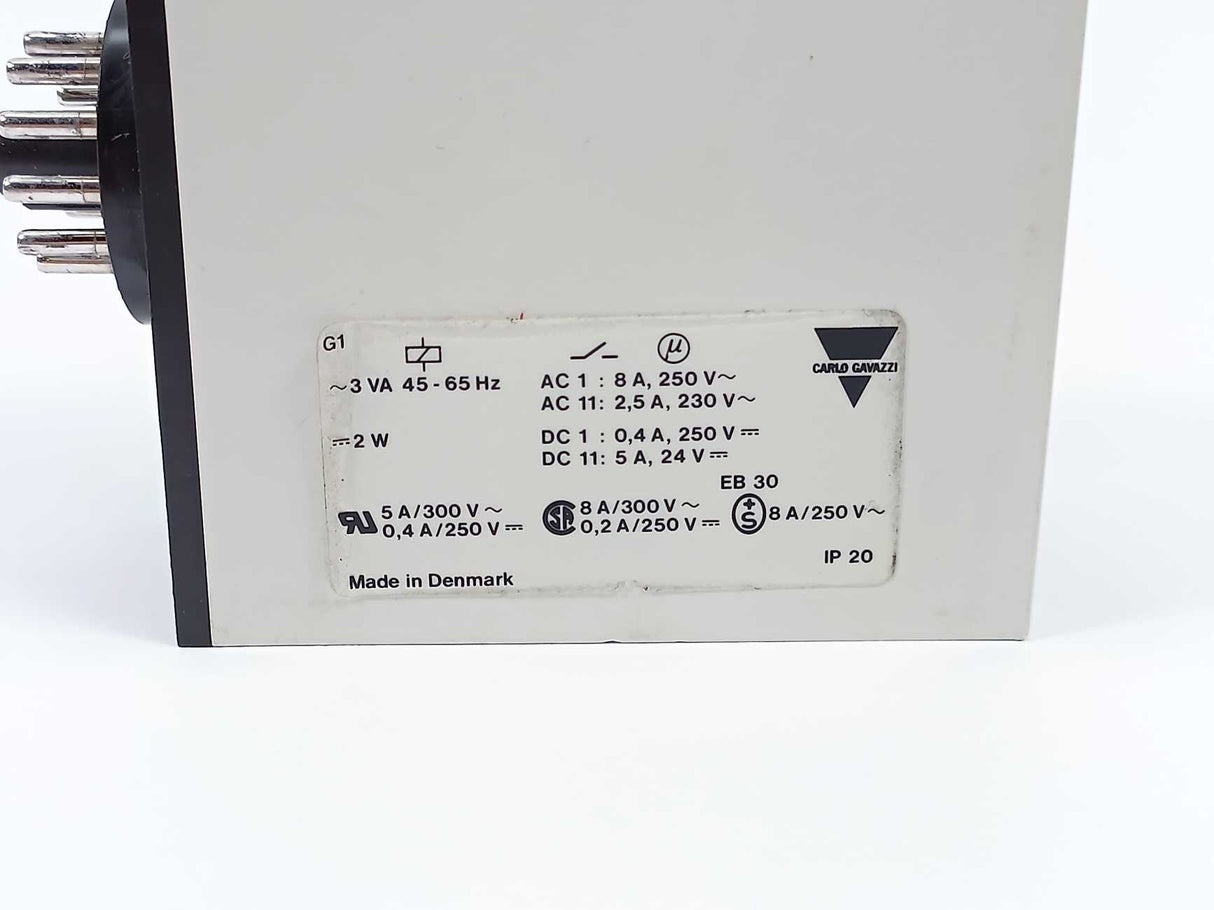 G1
~3 VA 45-65 Hz
⎓2 W
μ
AC 1 : 8 A, 250 V~
AC 11: 2,5 A, 230 V~
DC 1 : 0,4 A, 250 V⎓
DC 11: 5 A, 24 V⎓
CARLO GAVAZZI
EB 30
RU 5 A/300 V~
0,4 A/250 V⎓
SA 8 A/300 V~
0,2 A/250 V⎓
+S 8 A/250 V~
IP 20
Made in Denmark